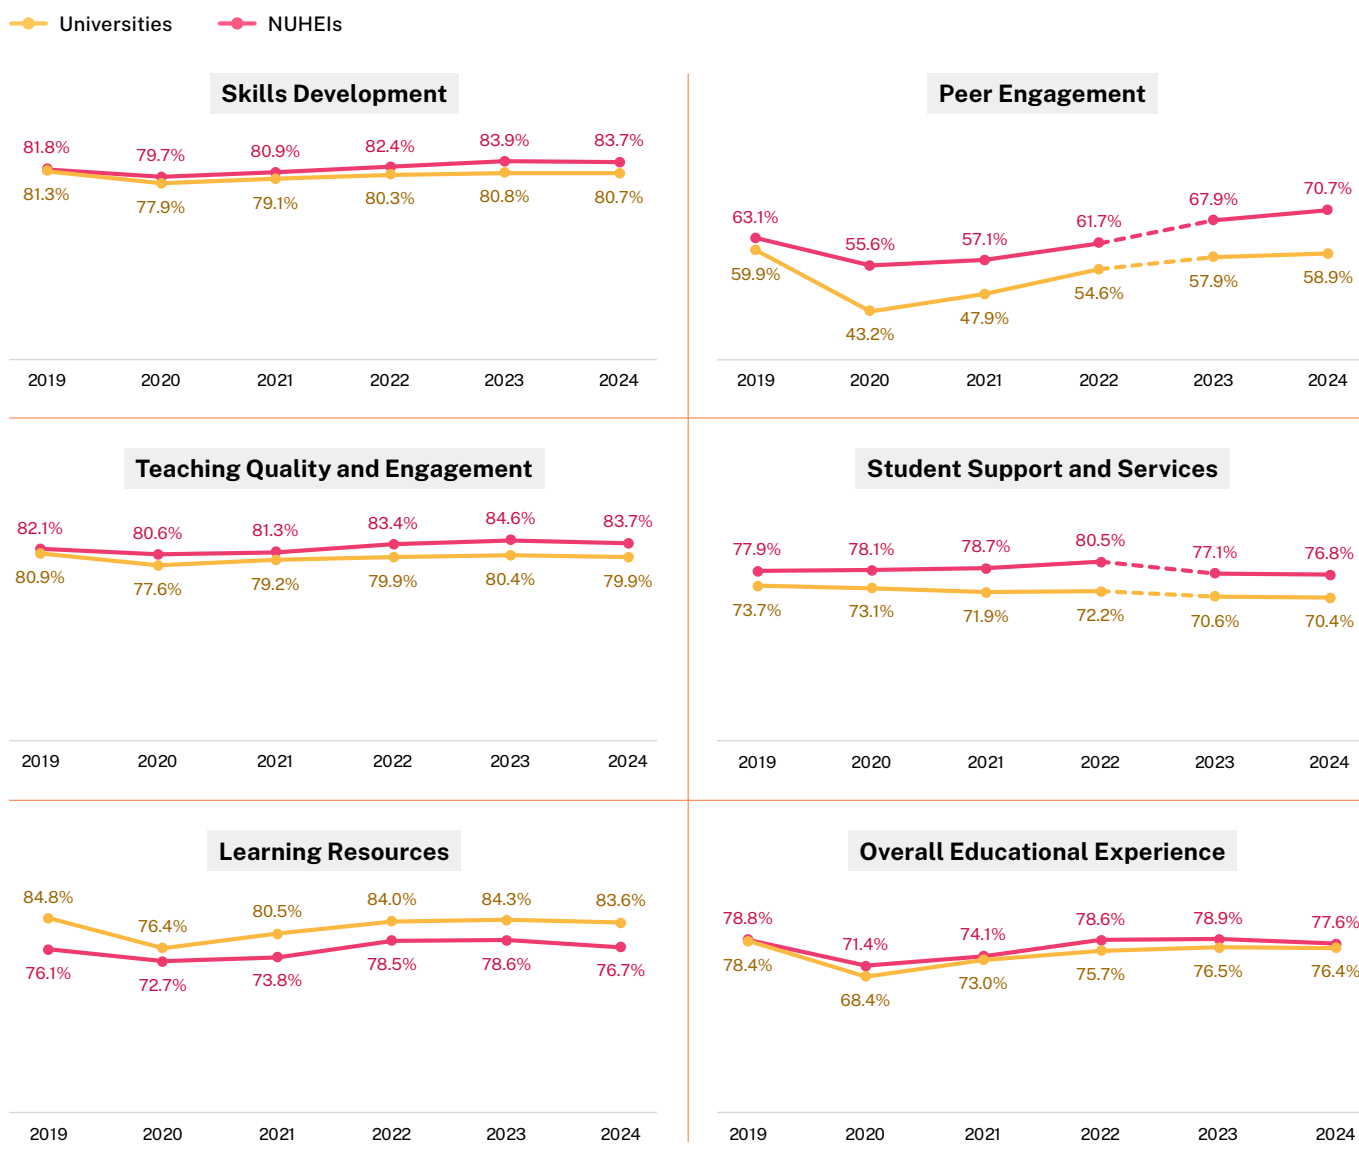 Universities NUHEIs
Skills Development
81.8% 79.7% 80.9% 82.4% 83.9% 83.7%
81.3% 77.9% 79.1% 80.3% 80.8% 80.7%
2019 2020 2021 2022 2023 2024
Peer Engagement
63.1% 55.6% 57.1% 61.7% 67.9% 70.7%
59.9% 43.2% 47.9% 54.6% 57.9% 58.9%
2019 2020 2021 2022 2023 2024
Teaching Quality and Engagement
82.1% 80.6% 81.3% 83.4% 84.6% 83.7%
80.9% 77.6% 79.2% 79.9% 80.4% 79.9%
2019 2020 2021 2022 2023 2024
Student Support and Services
77.9% 78.1% 78.7% 80.5% 77.1% 76.8%
73.7% 73.1% 71.9% 72.2% 70.6% 70.4%
2019 2020 2021 2022 2023 2024
Learning Resources
84.8% 76.4% 80.5% 84.0% 84.3% 83.6%
76.1% 72.7% 73.8% 78.5% 78.6% 76.7%
2019 2020 2021 2022 2023 2024
Overall Educational Experience
78.8% 71.4% 74.1% 78.6% 78.9% 77.6%
78.4% 68.4% 73.0% 75.7% 76.5% 76.4%
2019 2020 2021 2022 2023 2024